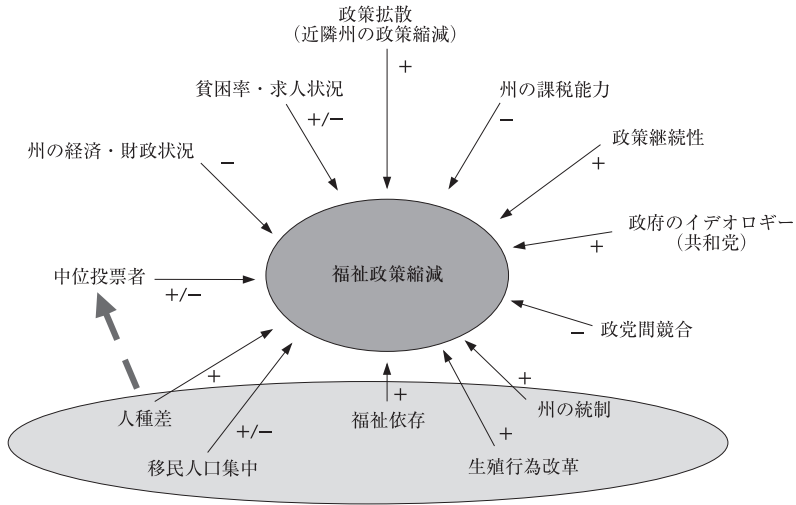 政策拡散
（近隣州の政策縮減）
+
貧困率・求人状況
+/−
州の課税能力
−
州の経済・財政状況
−
政策継続性
+
政府のイデオロギー
（共和党）
+
中位投票者
+/−
福祉政策縮減
政党間競合
−
人種差
+
移民人口集中
+/−
福祉依存
+
州の統制
+
生殖行為改革
+